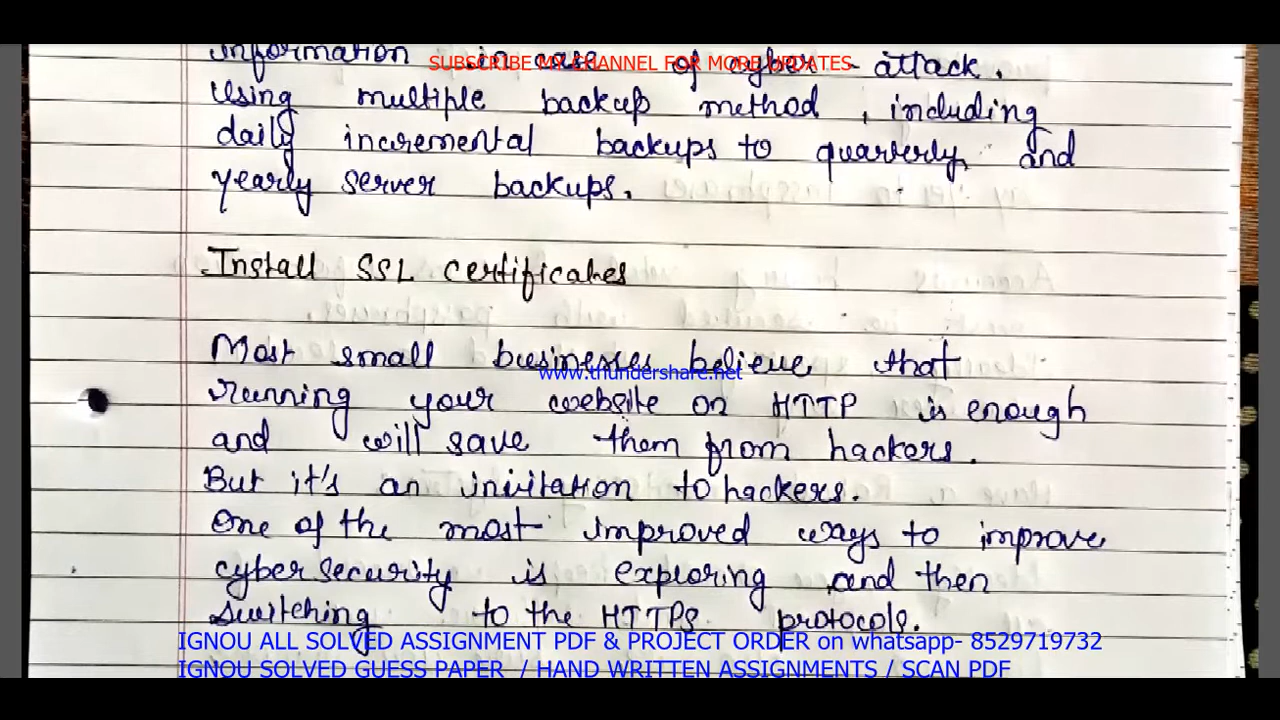 information in case of cyber-attack.
SUBSCRIBE MY CHANNEL FOR MORE UPDATES
Using multiple backup method, including
daily incremental backups to quarterly, and
yearly server backups.
Install SSL certificates
Most small businesses believe that
www.thundershare.net
running your website on HTTP is enough
and will save them from hackers.
But it's an invitation to hackers.
One of the most improved ways to improve
cybersecurity is exploring and then
switching to the HTTPS protocols.
IGNOU ALL SOLVED ASSIGNMENT PDF & PROJECT ORDER on whatsapp- 8529719732
IGNOU SOLVED GUESS PAPER / HAND WRITTEN ASSIGNMENTS / SCAN PDF